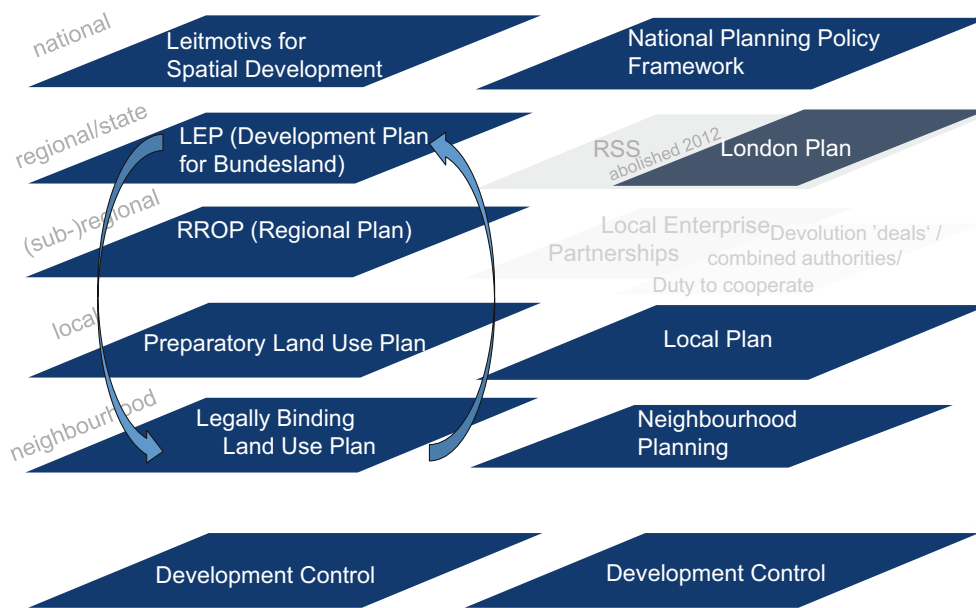 national
Leitmotivs for
Spatial Development
National Planning Policy
Framework
regional/state
LEP (Development Plan
for Bundesland)
RSS
abolished 2012
London Plan
(sub-)regional
RROP (Regional Plan)
Local Enterprise
Partnerships
Devolution 'deals‘ /
combined authorities/
Duty to cooperate
local
Preparatory Land Use Plan
Local Plan
neighbourhood
Legally Binding
Land Use Plan
Neighbourhood
Planning
Development Control
Development Control